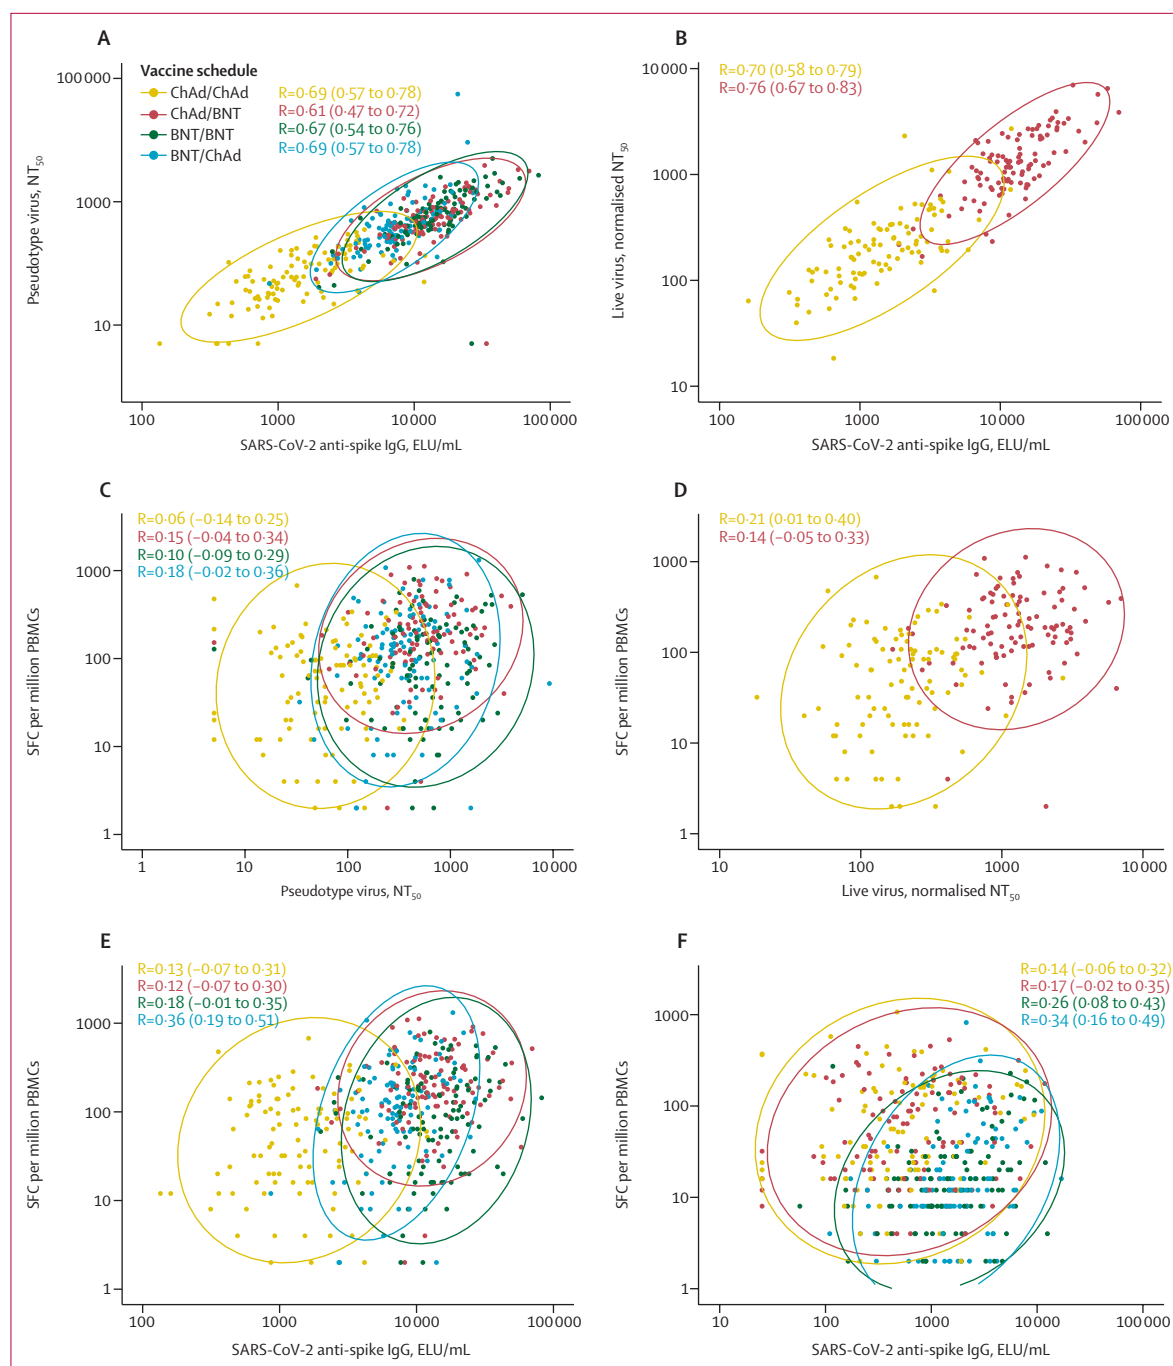 A
Vaccine schedule
ChAd/ChAd R=0·69 (0·57 to 0·78)
ChAd/BNT R=0·61 (0·47 to 0·72)
BNT/BNT R=0·67 (0·54 to 0·76)
BNT/ChAd R=0·69 (0·57 to 0·78)
Pseudotype virus, NT50
100 000
1000
10
100 1000 10 000 100 000
SARS-CoV-2 anti-spike IgG, ELU/mL
B
R=0·70 (0·58 to 0·79)
R=0·76 (0·67 to 0·83)
Live virus, normalised NT50
10 000
1000
100
10
100 1000 10 000 100 000
SARS-CoV-2 anti-spike IgG, ELU/mL
C
R=0·06 (−0·14 to 0·25)
R=0·15 (−0·04 to 0·34)
R=0·10 (−0·09 to 0·29)
R=0·18 (−0·02 to 0·36)
SFC per million PBMCs
1000
100
10
1
1 10 100 1000 10 000
Pseudotype virus, NT50
D
R=0·21 (0·01 to 0·40)
R=0·14 (−0·05 to 0·33)
SFC per million PBMCs
1000
100
10
1
10 100 1000 10 000
Live virus, normalised NT50
E
R=0·13 (−0·07 to 0·31)
R=0·12 (−0·07 to 0·30)
R=0·18 (−0·01 to 0·35)
R=0·36 (0·19 to 0·51)
SFC per million PBMCs
1000
100
10
1
100 1000 10 000 100 000
SARS-CoV-2 anti-spike IgG, ELU/mL
F
R=0·14 (−0·06 to 0·32)
R=0·17 (−0·02 to 0·35)
R=0·26 (0·08 to 0·43)
R=0·34 (0·16 to 0·49)
SFC per million PBMCs
1000
100
10
1
10 100 1000 10 000 100 000
SARS-CoV-2 anti-spike IgG, ELU/mL